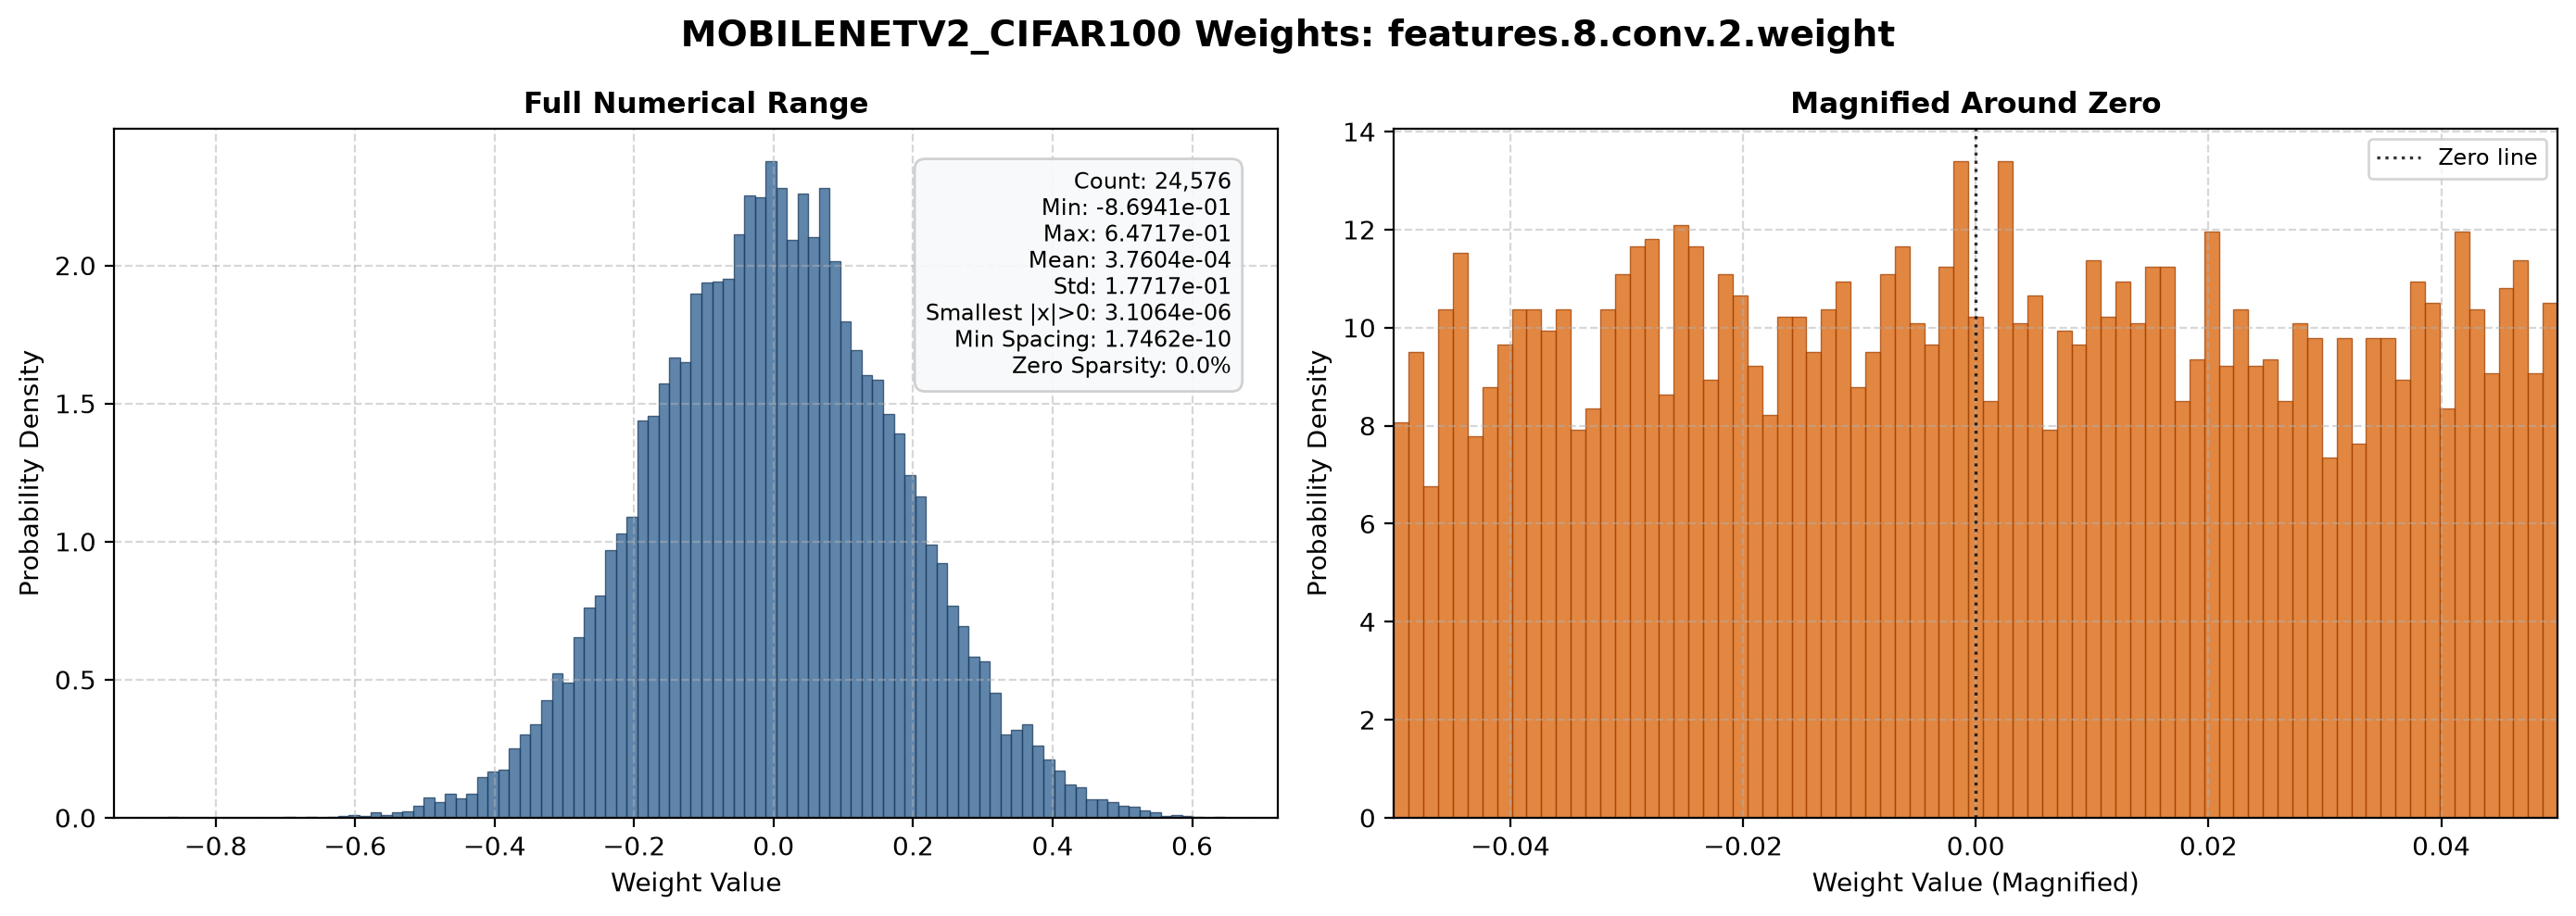 MOBILENETV2_CIFAR100 Weights: features.8.conv.2.weight
Full Numerical Range
Count: 24,576
Min: -8.6941e-01
Max: 6.4717e-01
Mean: 3.7604e-04
Std: 1.7717e-01
Smallest |x|>0: 3.1064e-06
Min Spacing: 1.7462e-10
Zero Sparsity: 0.0%
Probability Density
2.0
1.5
1.0
0.5
0.0
−0.8 −0.6 −0.4 −0.2 0.0 0.2 0.4 0.6
Weight Value
Magnified Around Zero
Zero line
Probability Density
14
12
10
8
6
4
2
0
−0.04 −0.02 0.00 0.02 0.04
Weight Value (Magnified)